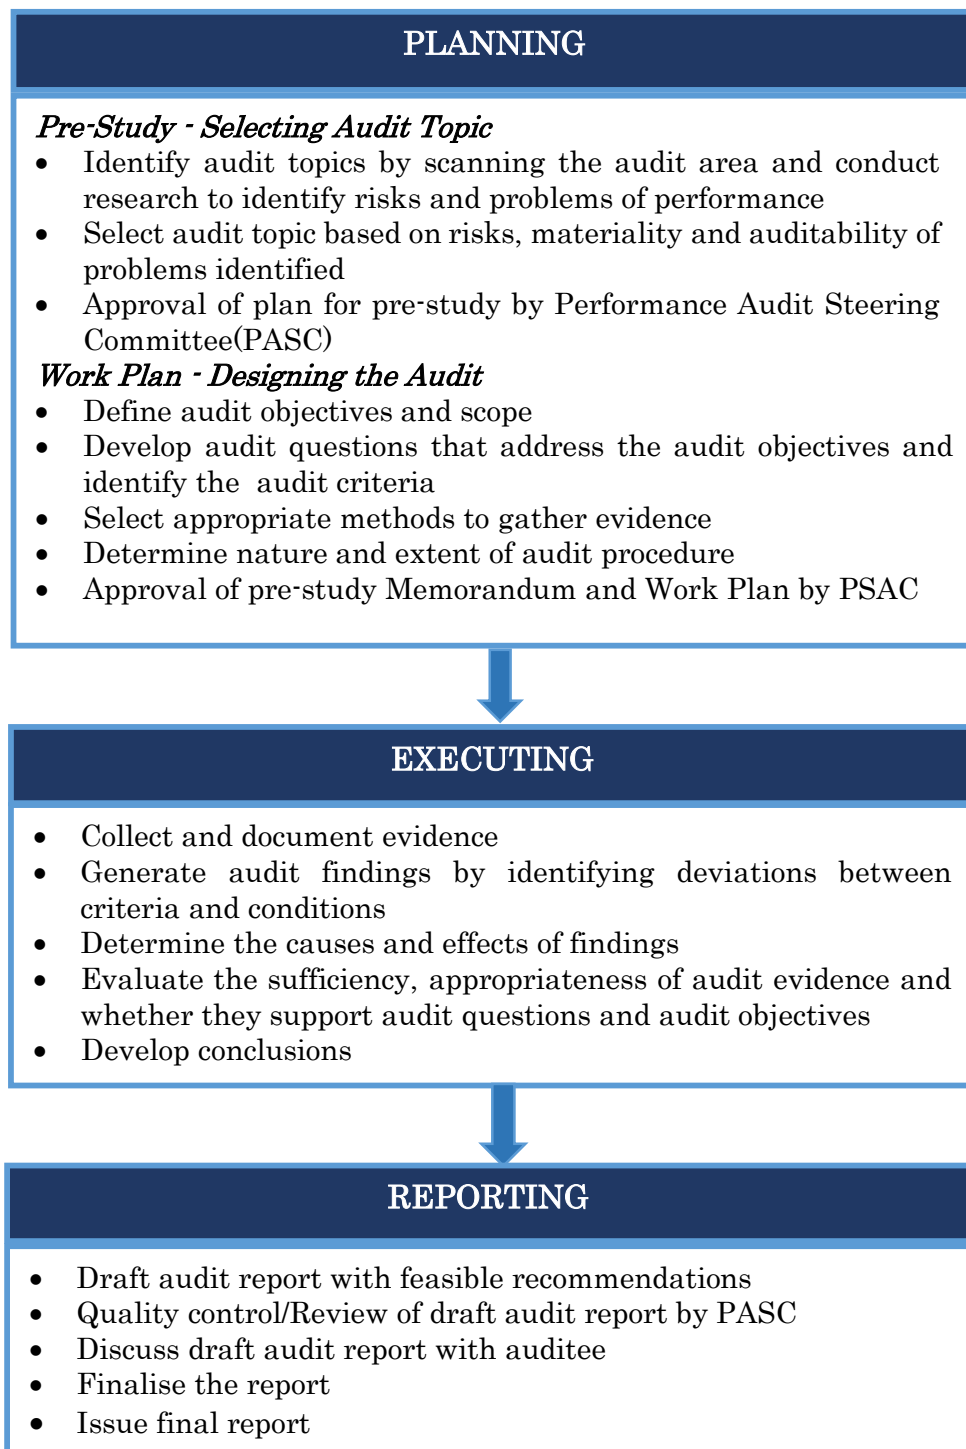 PLANNING
Pre-Study - Selecting Audit Topic
• Identify audit topics by scanning the audit area and conduct
research to identify risks and problems of performance
• Select audit topic based on risks, materiality and auditability of
problems identified
• Approval of plan for pre-study by Performance Audit Steering
Committee(PASC)
Work Plan - Designing the Audit
• Define audit objectives and scope
• Develop audit questions that address the audit objectives and
identify the audit criteria
• Select appropriate methods to gather evidence
• Determine nature and extent of audit procedure
• Approval of pre-study Memorandum and Work Plan by PSAC
EXECUTING
• Collect and document evidence
• Generate audit findings by identifying deviations between
criteria and conditions
• Determine the causes and effects of findings
• Evaluate the sufficiency, appropriateness of audit evidence and
whether they support audit questions and audit objectives
• Develop conclusions
REPORTING
• Draft audit report with feasible recommendations
• Quality control/Review of draft audit report by PASC
• Discuss draft audit report with auditee
• Finalise the report
• Issue final report